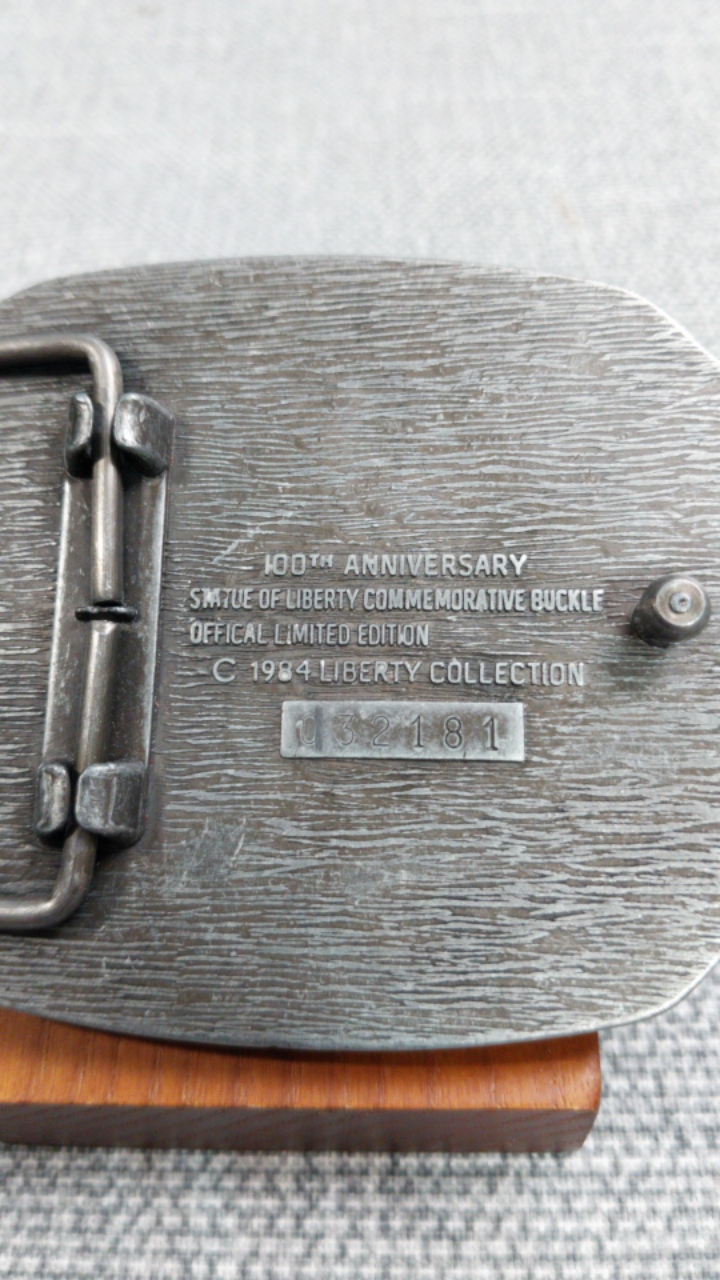 100TH ANNIVERSARY
STATUE OF LIBERTY COMMEMORATIVE BUCKLE
OFFICAL LIMITED EDITION
C 1984 LIBERTY COLLECTION
032181